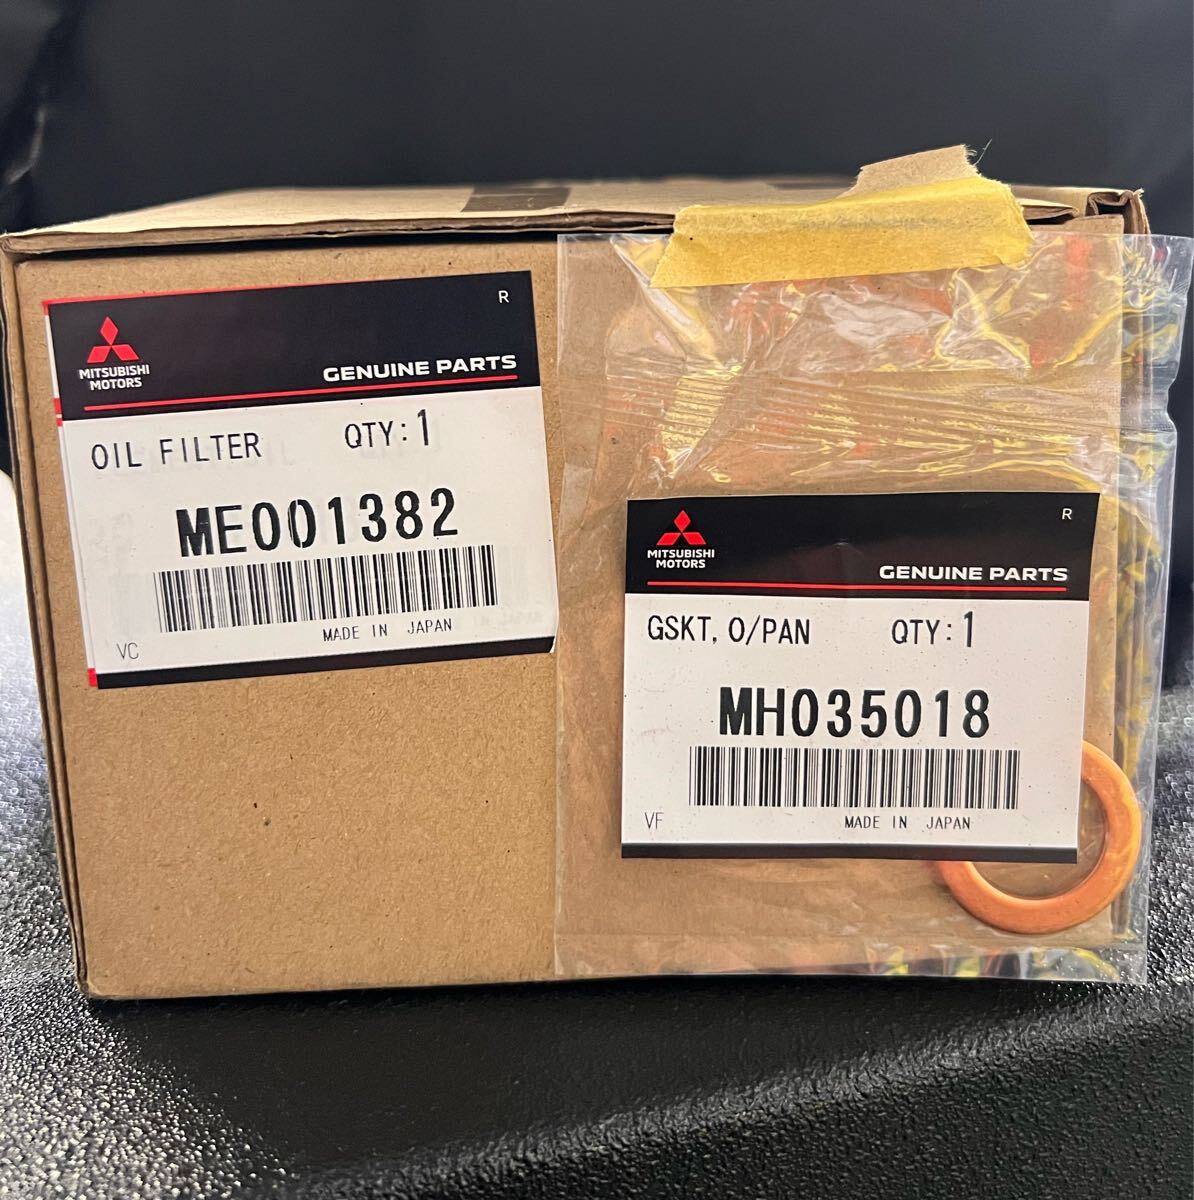 R
MITSUBISHI
MOTORS
GENUINE PARTS
OIL FILTER QTY:1
ME001382
MADE IN JAPAN
VC
R
MITSUBISHI
MOTORS
GENUINE PARTS
GSKT,O/PAN QTY:1
MH035018
VF MADE IN JAPAN